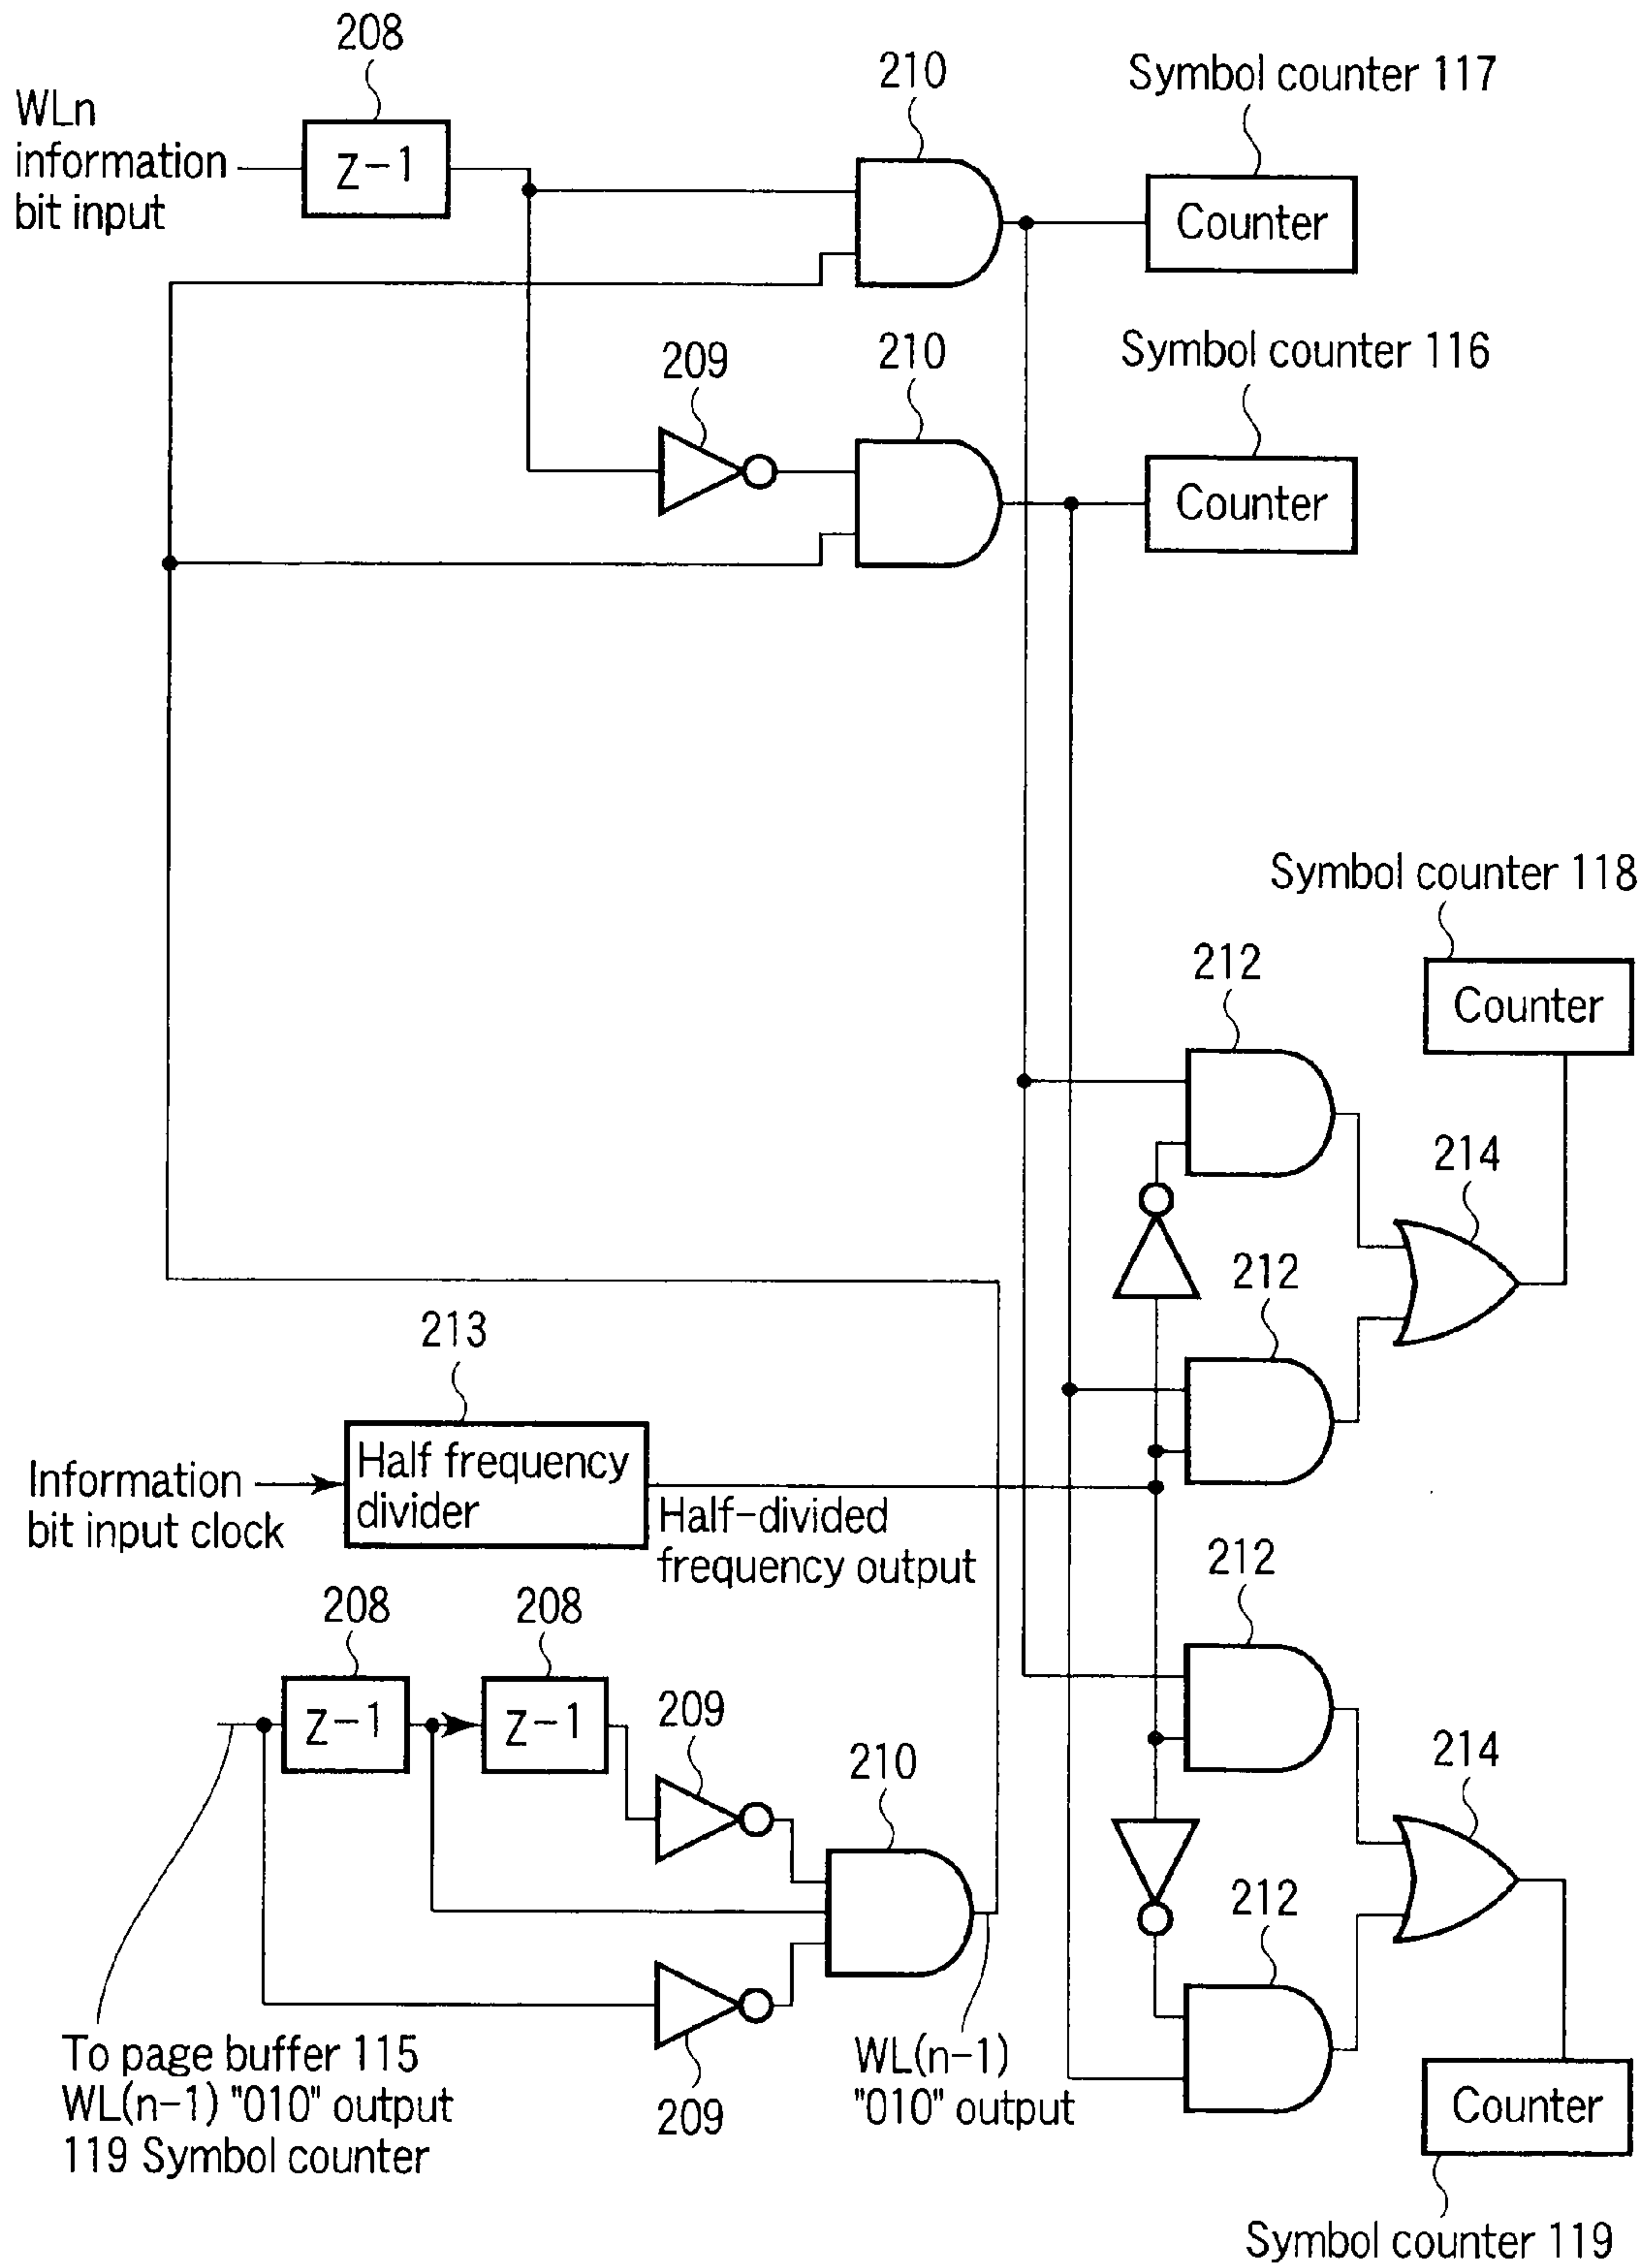 208
WLn
information
bit input
Z-1
210
Symbol counter 117
Counter
209
210
Symbol counter 116
Counter
Symbol counter 118
Counter
212
214
212
213
Information
bit input clock
Half frequency
divider
Half-divided
frequency output
212
208
208
Z-1
Z-1
209
210
214
212
209
To page buffer 115
WL(n-1) "010" output
119 Symbol counter
WL(n-1)
"010" output
Counter
Symbol counter 119